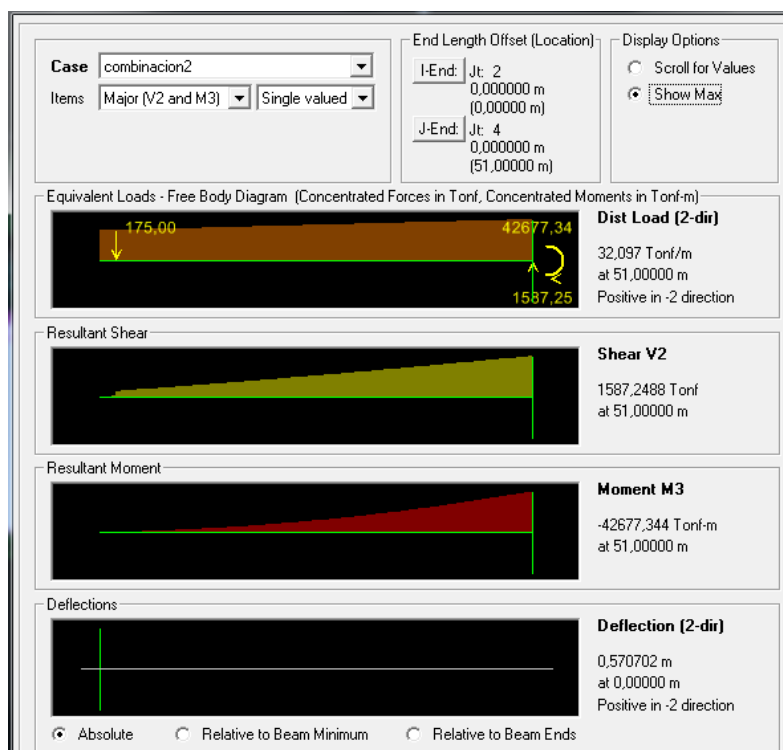 Case combinacion2
Items Major (V2 and M3) Single valued
End Length Offset (Location)
I-End: Jt: 2
0,000000 m
(0,00000 m)
J-End: Jt: 4
0,000000 m
(51,00000 m)
Display Options
Scroll for Values
Show Max
Equivalent Loads - Free Body Diagram (Concentrated Forces in Tonf, Concentrated Moments in Tonf-m)
175,00
42677,34
1587,25
Dist Load (2-dir)
32,097 Tonf/m
at 51,00000 m
Positive in -2 direction
Resultant Shear
Shear V2
1587,2488 Tonf
at 51,00000 m
Resultant Moment
Moment M3
-42677,344 Tonf-m
at 51,00000 m
Deflections
Deflection (2-dir)
0,570702 m
at 0,00000 m
Positive in -2 direction
Absolute Relative to Beam Minimum Relative to Beam Ends